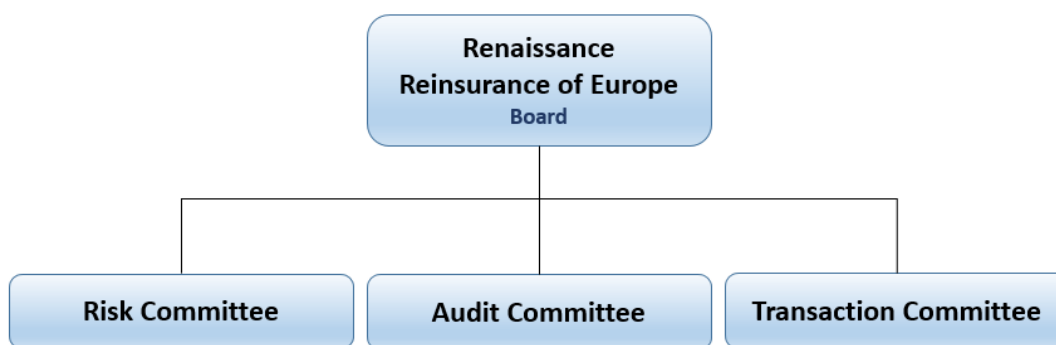 Renaissance
Reinsurance of Europe
Board
Risk Committee
Audit Committee
Transaction Committee